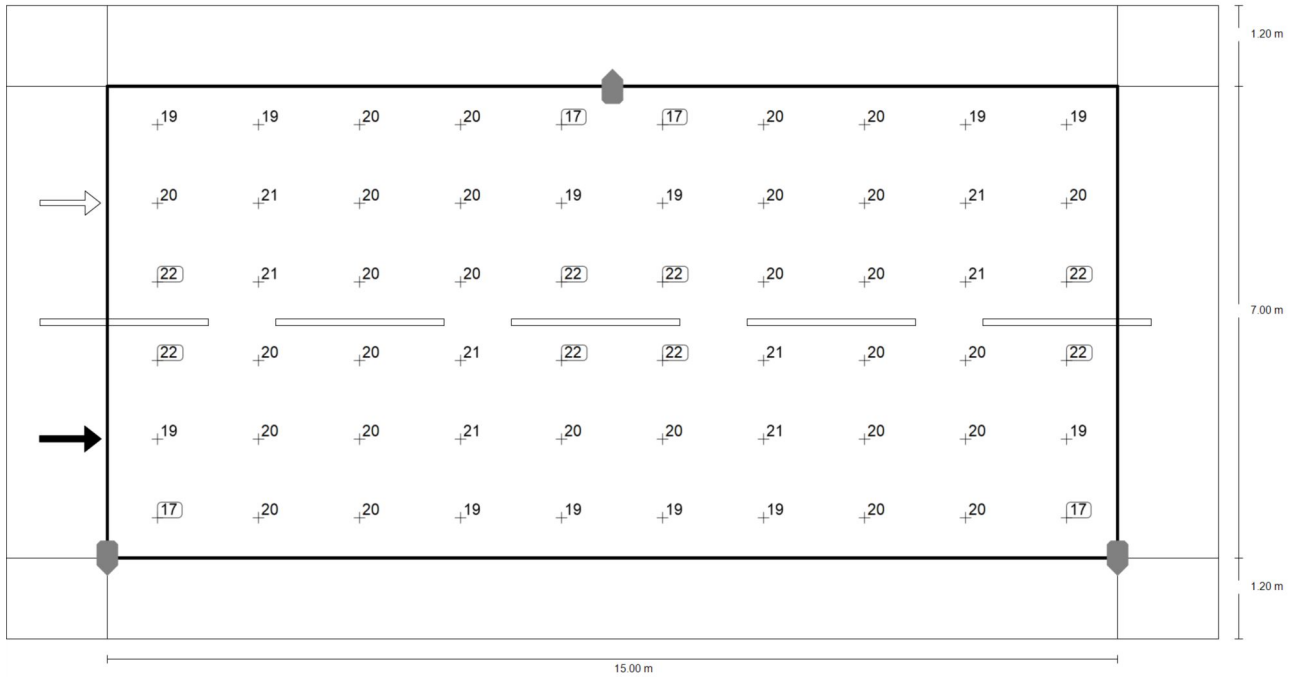 1.20 m
19 19 20 20 17 17 20 20 19 19
20 21 20 20 19 19 20 20 21 20
22 21 20 20 22 22 20 20 21 22
7.00 m
22 20 20 21 22 22 21 20 20 22
19 20 20 21 20 20 21 20 20 19
17 20 20 19 19 19 19 20 20 17
1.20 m
15.00 m